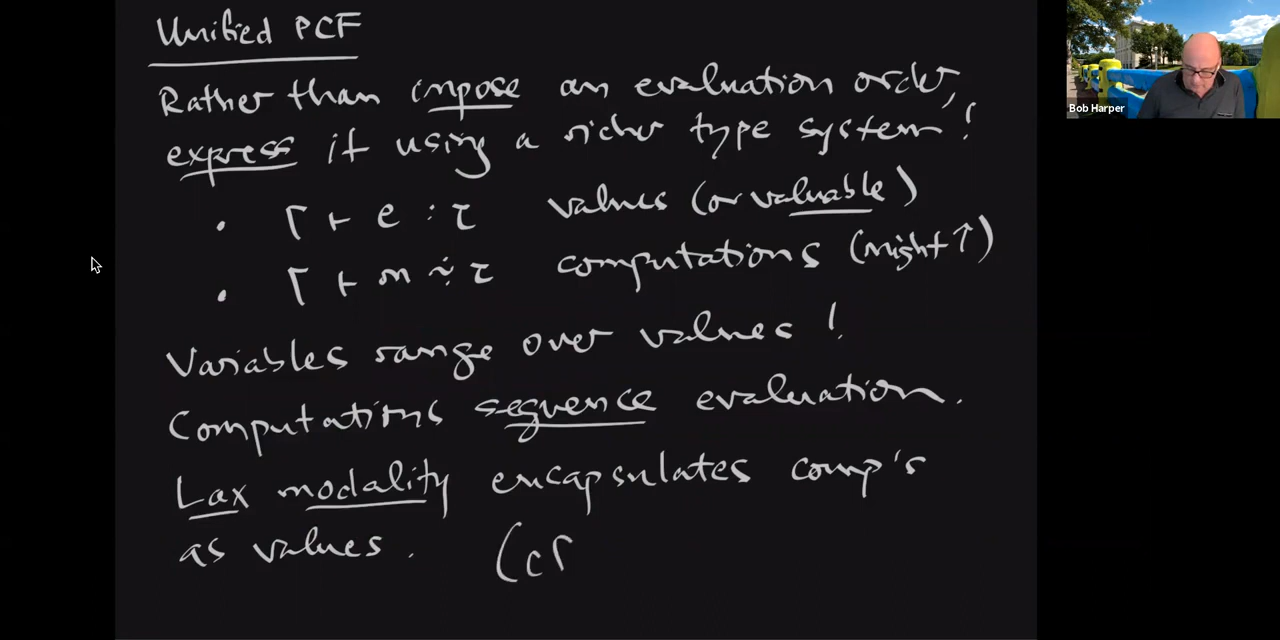 Unified PCF
Rather than impose an evaluation order,
express it using a richer type system!
• Γ ⊢ e : τ values (or valuable)
• Γ ⊢ m ∻ τ computations (might ↑)
Variables range over values!
Computations sequence evaluation.
Lax modality encapsulates comp's
as values. (cf
Bob Harper